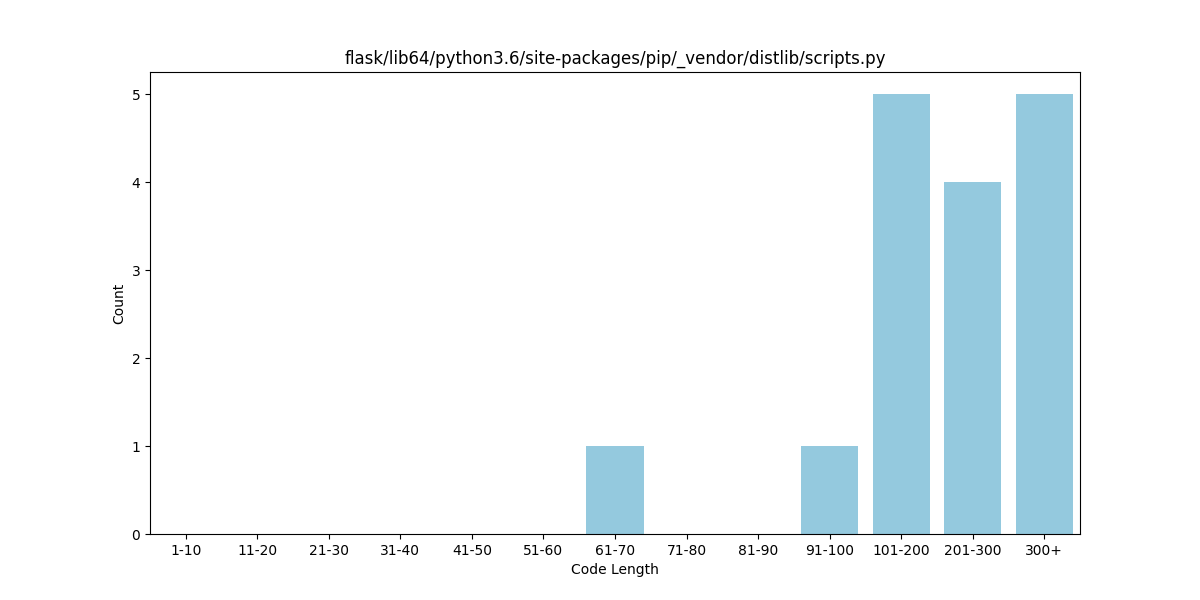 flask/lib64/python3.6/site-packages/pip/_vendor/distlib/scripts.py
5
4
3
2
1
0
Count
1-10 11-20 21-30 31-40 41-50 51-60 61-70 71-80 81-90 91-100 101-200 201-300 300+
Code Length